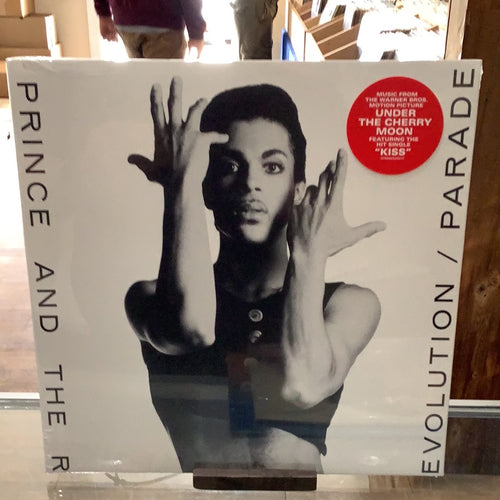 PRINCE AND THE R
EVOLUTION / PARADE
MUSIC FROM
THE WARNER BROS.
MOTION PICTURE
UNDER
THE CHERRY
MOON
FEATURING THE
HIT SINGLE
"KISS"